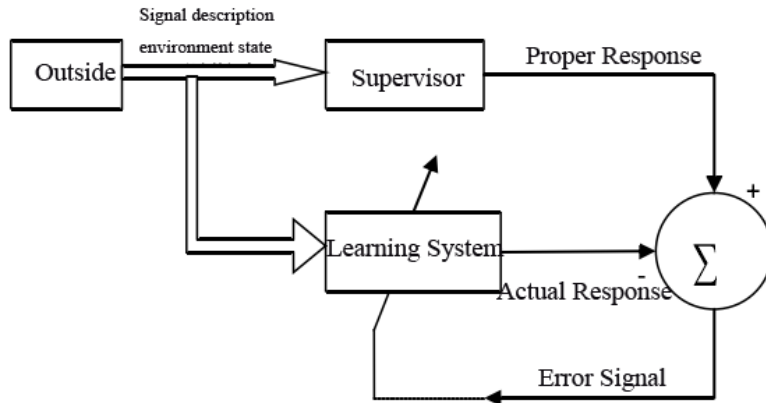 Signal description
environment state
Outside
Supervisor
Proper Response
+
Learning System
∑
-
Actual Response
Error Signal